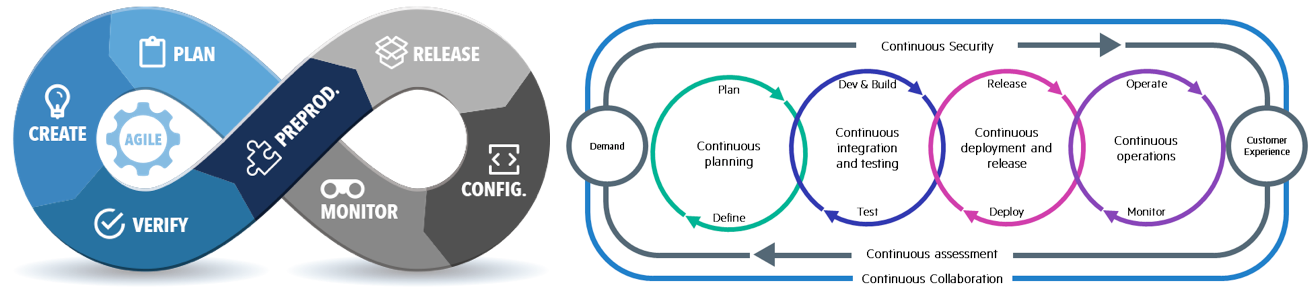 PLAN
CREATE
AGILE
VERIFY
PREPROD.
RELEASE
CONFIG.
MONITOR
Continuous Security
Demand
Plan
Continuous
planning
Define
Dev & Build
Continuous
integration
and testing
Test
Release
Continuous
deployment and
release
Deploy
Operate
Continuous
operations
Monitor
Customer
Experience
Continuous assessment
Continuous Collaboration